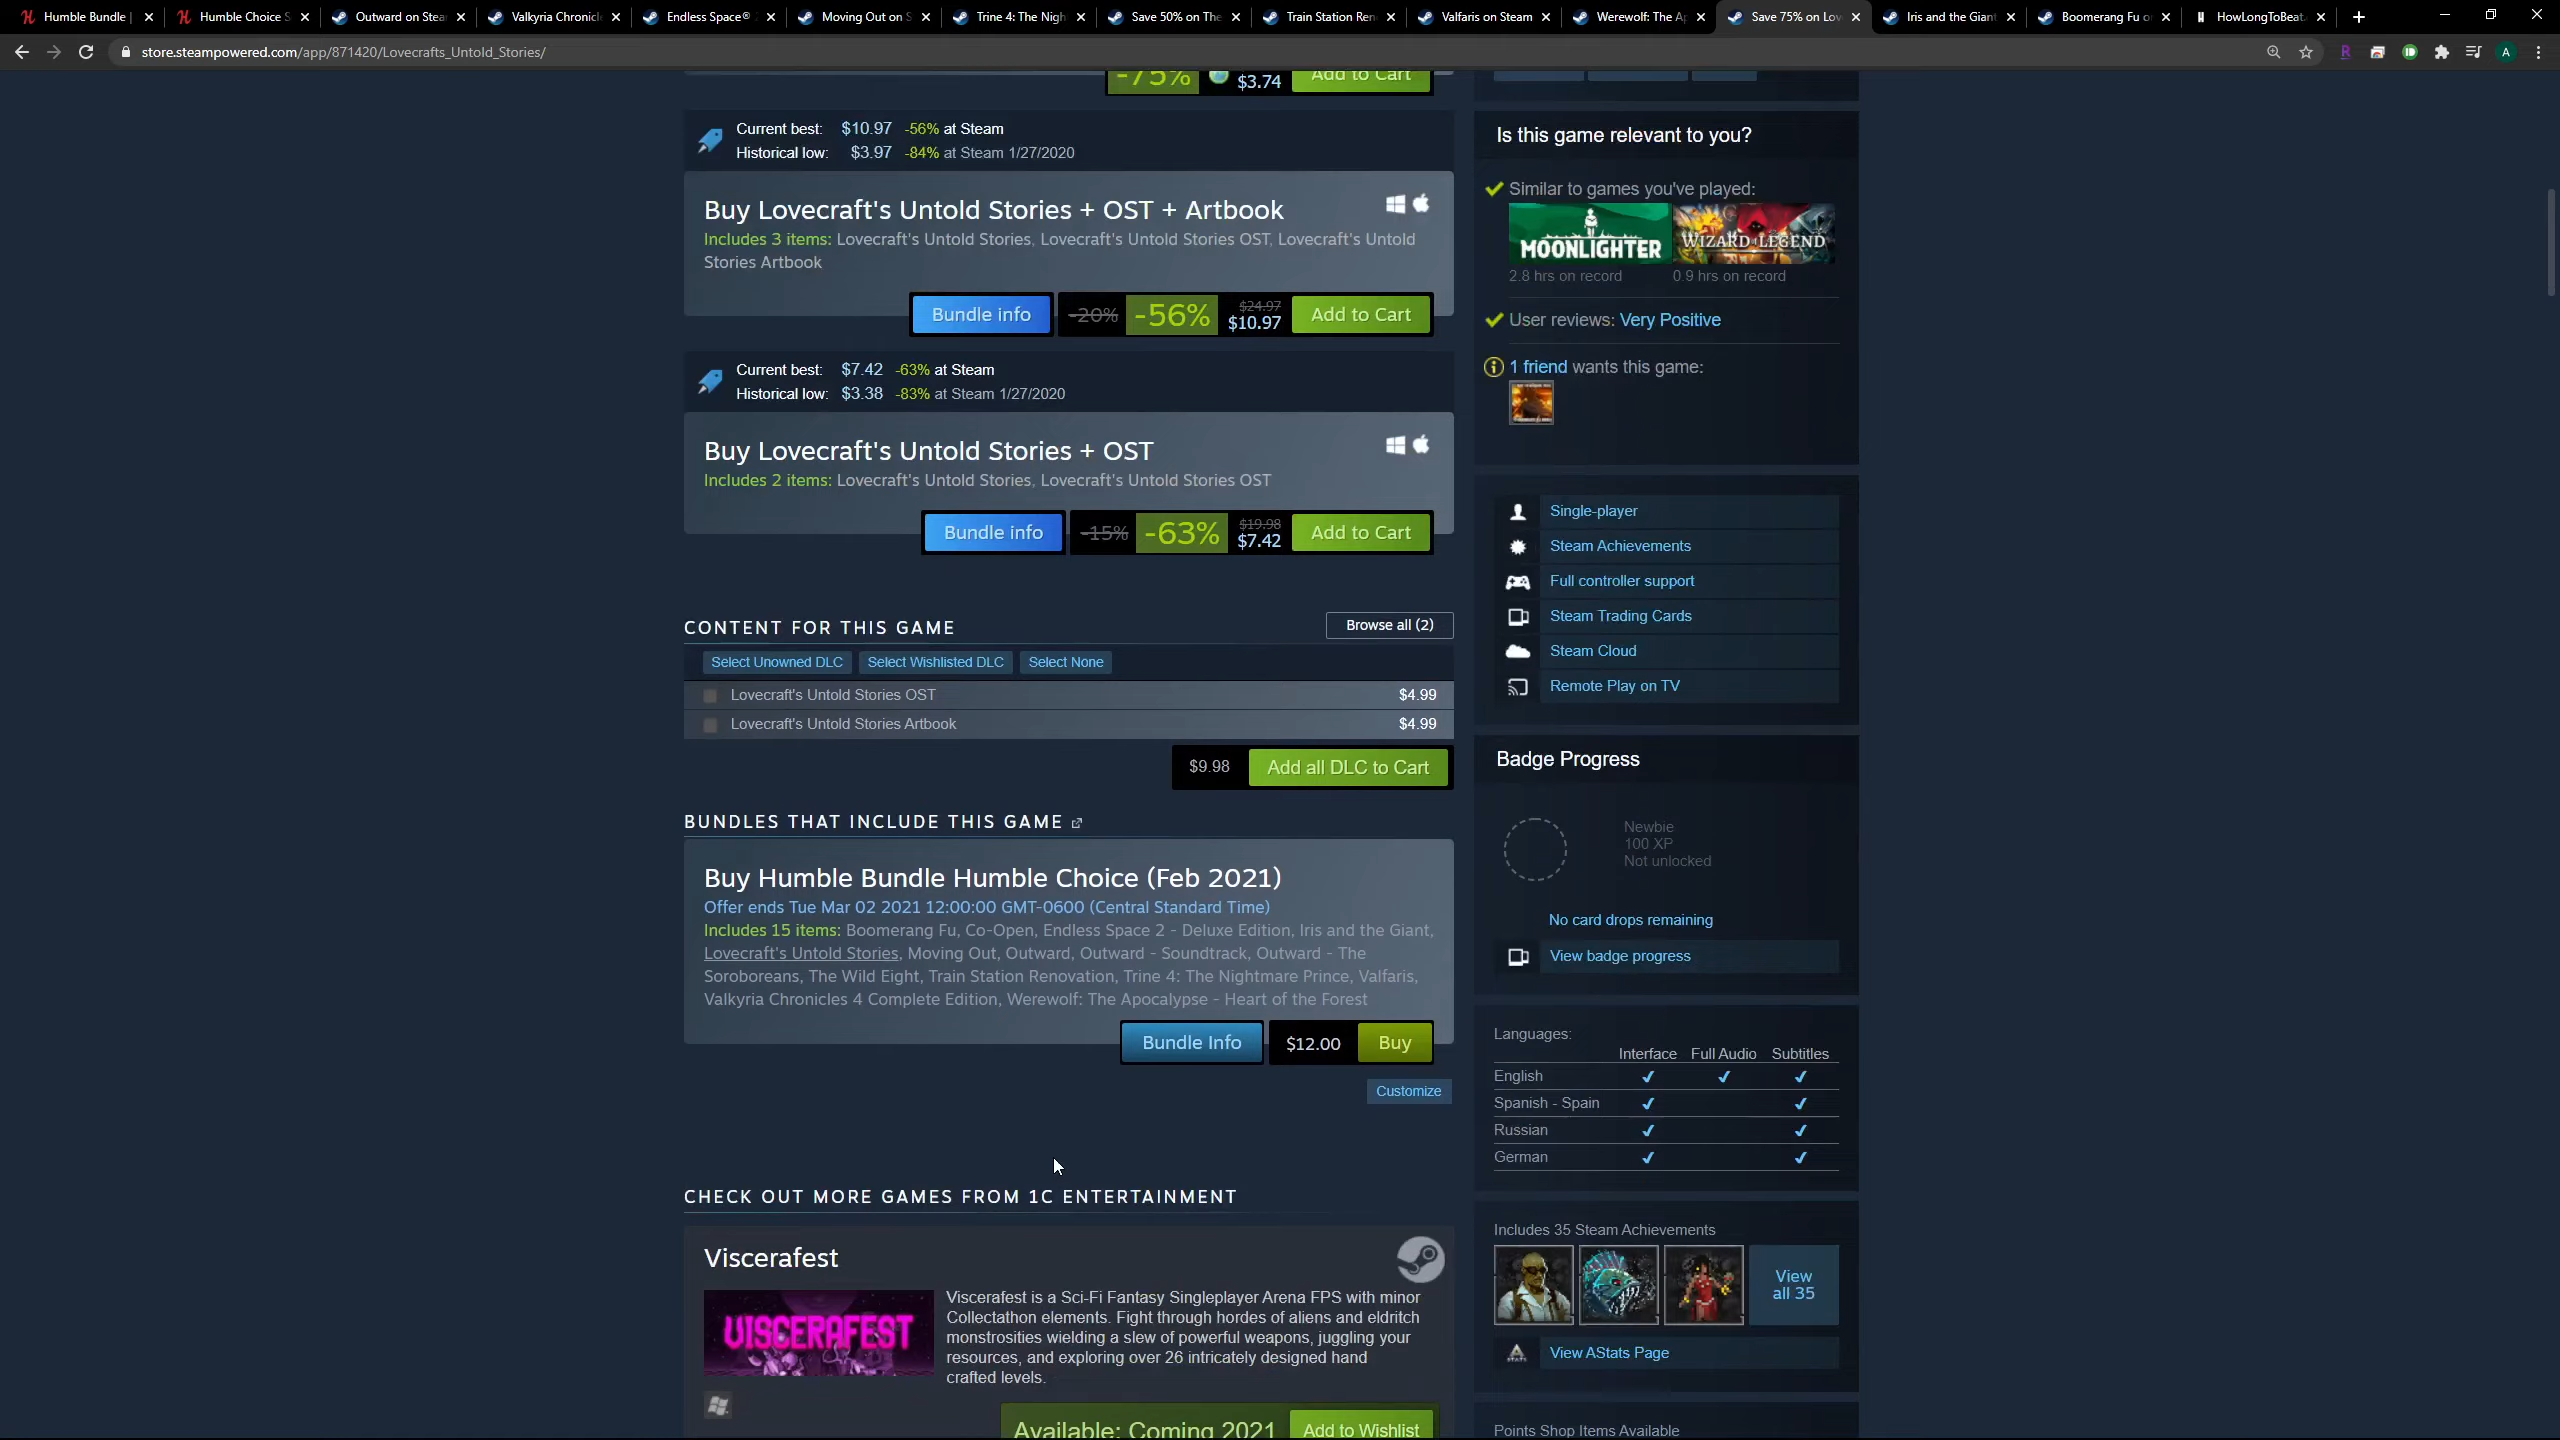 Humble Bundle |
Humble Choice S
Outward on Stea
Valkyria Chronicl
Endless Space®
Moving Out on S
Trine 4: The Nigh
Save 50% on The
Train Station Ren
Valfaris on Steam
Werewolf: The Ap
Save 75% on Lov
Iris and the Giant
Boomerang Fu o
HowLongToBeat
store.steampowered.com/app/871420/Lovecrafts_Untold_Stories/
-75% $3.74 Add to Cart
Current best: $10.97 -56% at Steam
Historical low: $3.97 -84% at Steam 1/27/2020
Buy Lovecraft's Untold Stories + OST + Artbook
Includes 3 items: Lovecraft's Untold Stories, Lovecraft's Untold Stories OST, Lovecraft's Untold
Stories Artbook
Bundle info -20% -56% $24.97 $10.97 Add to Cart
Current best: $7.42 -63% at Steam
Historical low: $3.38 -83% at Steam 1/27/2020
Buy Lovecraft's Untold Stories + OST
Includes 2 items: Lovecraft's Untold Stories, Lovecraft's Untold Stories OST
Bundle info -15% -63% $19.98 $7.42 Add to Cart
CONTENT FOR THIS GAME
Browse all (2)
Select Unowned DLC Select Wishlisted DLC Select None
Lovecraft's Untold Stories OST $4.99
Lovecraft's Untold Stories Artbook $4.99
$9.98 Add all DLC to Cart
BUNDLES THAT INCLUDE THIS GAME
Buy Humble Bundle Humble Choice (Feb 2021)
Offer ends Tue Mar 02 2021 12:00:00 GMT-0600 (Central Standard Time)
Includes 15 items: Boomerang Fu, Co-Open, Endless Space 2 - Deluxe Edition, Iris and the Giant,
Lovecraft's Untold Stories, Moving Out, Outward, Outward - Soundtrack, Outward - The
Soroboreans, The Wild Eight, Train Station Renovation, Trine 4: The Nightmare Prince, Valfaris,
Valkyria Chronicles 4 Complete Edition, Werewolf: The Apocalypse - Heart of the Forest
Bundle Info $12.00 Buy
Customize
CHECK OUT MORE GAMES FROM 1C ENTERTAINMENT
Viscerafest
VISCERAFEST
Viscerafest is a Sci-Fi Fantasy Singleplayer Arena FPS with minor
Collectathon elements. Fight through hordes of aliens and eldritch
monstrosities wielding a slew of powerful weapons, juggling your
resources, and exploring over 26 intricately designed hand
crafted levels.
Available: Coming 2021 Add to Wishlist
Is this game relevant to you?
Similar to games you've played:
MOONLIGHTER
WIZARD of LEGEND
2.8 hrs on record 0.9 hrs on record
User reviews: Very Positive
1 friend wants this game:
Single-player
Steam Achievements
Full controller support
Steam Trading Cards
Steam Cloud
Remote Play on TV
Badge Progress
Newbie
100 XP
Not unlocked
No card drops remaining
View badge progress
Languages:
Interface Full Audio Subtitles
English ✔ ✔ ✔
Spanish - Spain ✔ ✔
Russian ✔ ✔
German ✔ ✔
Includes 35 Steam Achievements
View
all 35
View AStats Page
Points Shop Items Available